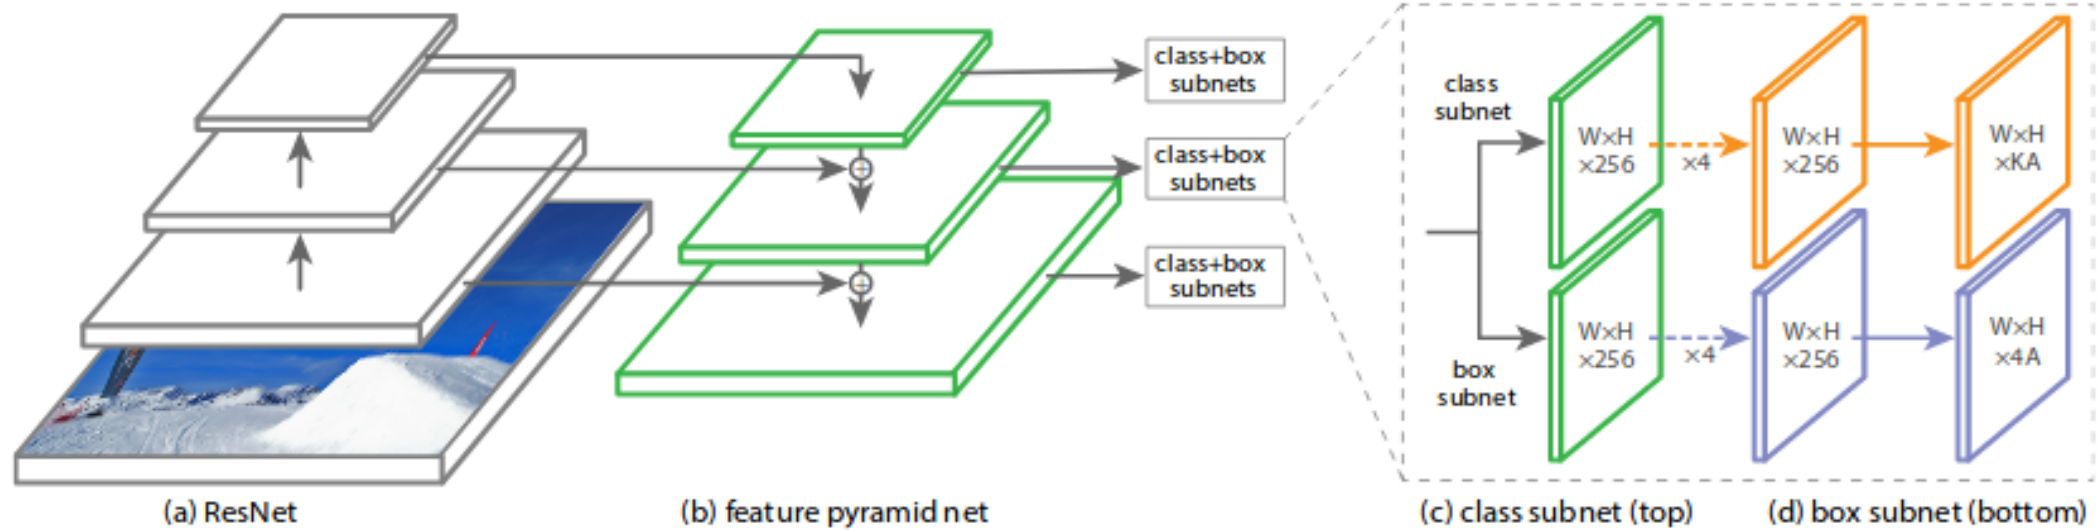 class+box
subnets
class+box
subnets
class+box
subnets
class
subnet
W×H
×256
×4
W×H
×256
W×H
×KA
box
subnet
W×H
×256
×4
W×H
×256
W×H
×4A
(a) ResNet
(b) feature pyramid net
(c) class subnet (top)
(d) box subnet (bottom)